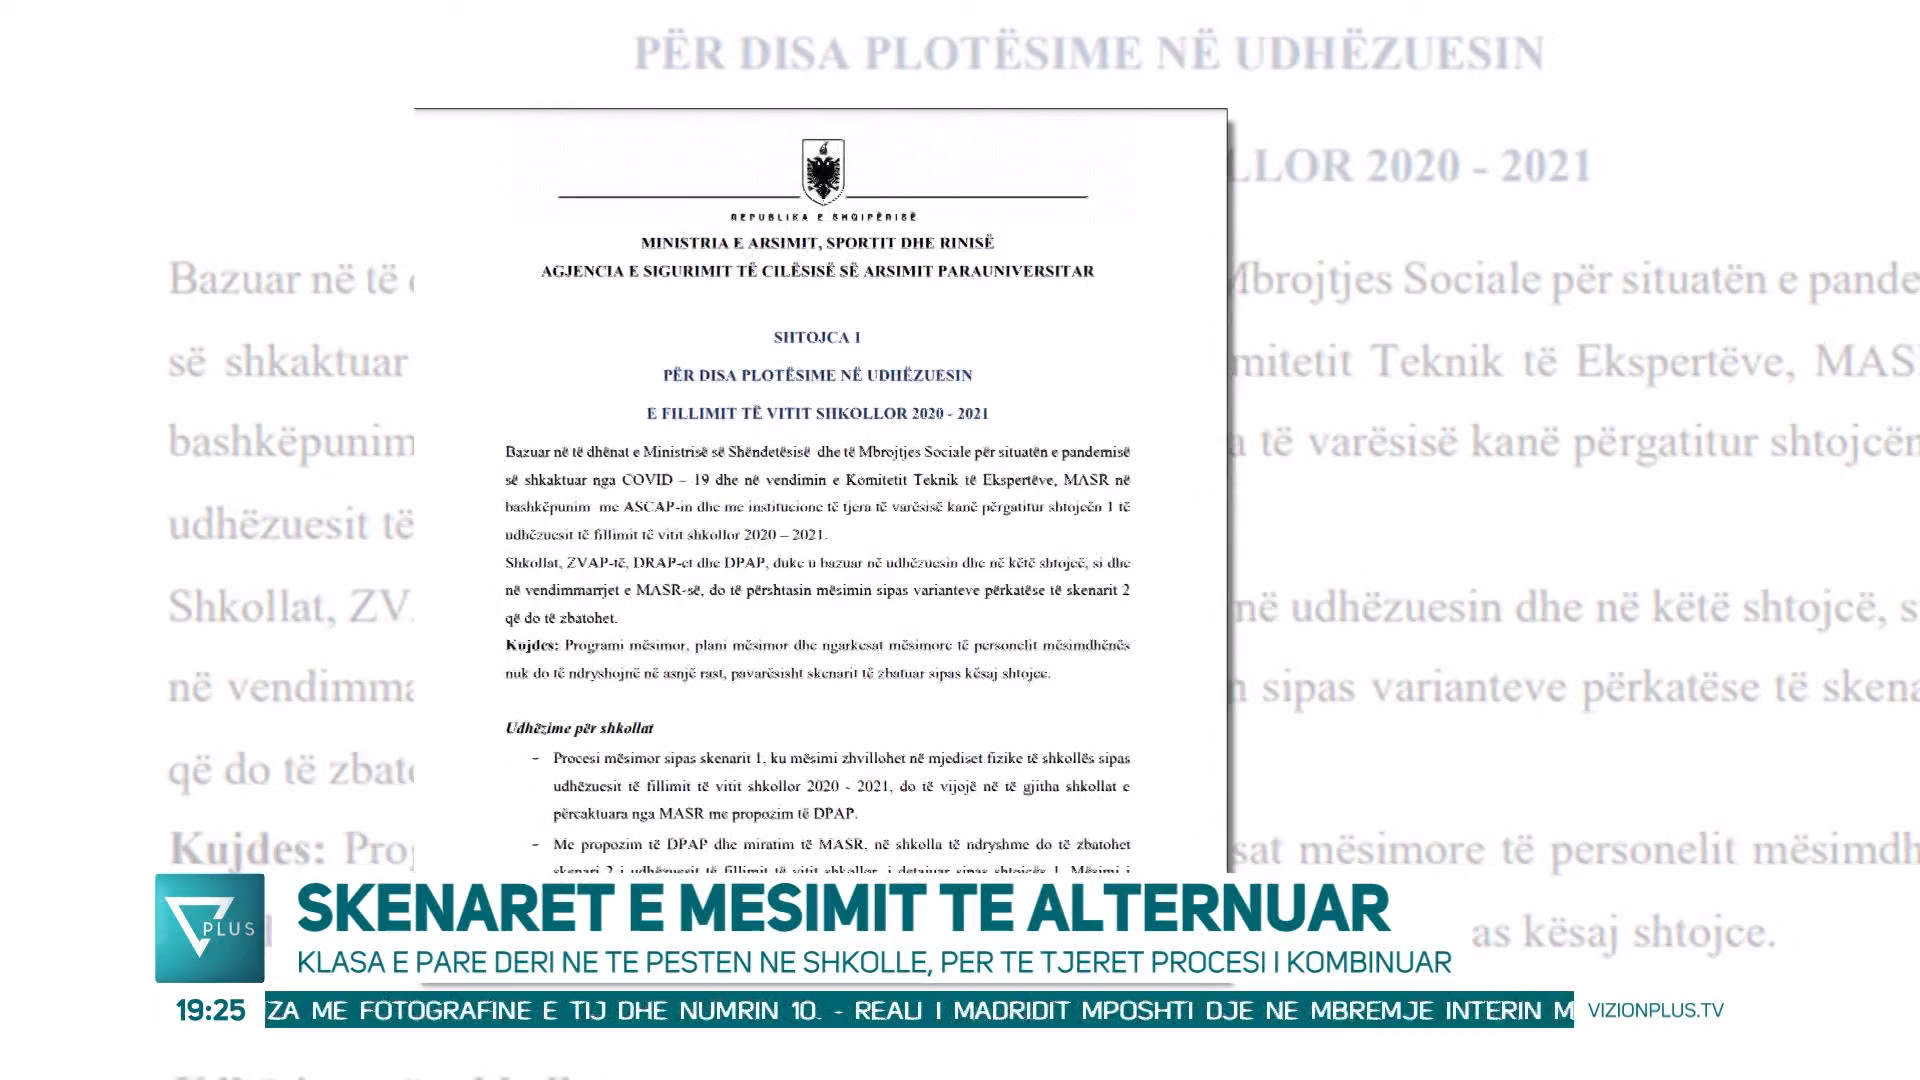 PËR DISA PLOTËSIME NË UDHËZUESIN
LLOR 2020 - 2021
Bazuar në të
Mbrojtjes Sociale për situatën e pande
së shkaktuar
mitetit Teknik të Ekspertëve, MAS
bashkëpunim
a të varësisë kanë përgatitur shtojcën
udhëzuesit të
Shkollat, ZV
në udhëzuesin dhe në këtë shtojcë, s
në vendimma
n sipas varianteve përkatëse të skena
që do të zbato
Kujdes: Prog
sat mësimore të personelit mësimdh
as kësaj shtojce.
REPUBLIKA E SHQIPËRISË
MINISTRIA E ARSIMIT, SPORTIT DHE RINISË
AGJENCIA E SIGURIMIT TË CILËSISË SË ARSIMIT PARAUNIVERSITAR
SHTOJCA 1
PËR DISA PLOTËSIME NË UDHËZUESIN
E FILLIMIT TË VITIT SHKOLLOR 2020 - 2021
Bazuar në të dhënat e Ministrisë së Shëndetësisë dhe të Mbrojtjes Sociale për situatën e pandemisë
së shkaktuar nga COVID – 19 dhe në vendimin e Komitetit Teknik të Ekspertëve, MASR në
bashkëpunim me ASCAP-in dhe me institucione të tjera të varësisë kanë përgatitur shtojcën 1 të
udhëzuesit të fillimit të vitit shkollor 2020 – 2021.
Shkollat, ZVAP-të, DRAP-et dhe DPAP, duke u bazuar në udhëzuesin dhe në këtë shtojcë, si dhe
në vendimmarrjet e MASR-së, do të përshtasin mësimin sipas varianteve përkatëse të skenarit 2
që do të zbatohet.
Kujdes: Programi mësimor, plani mësimor dhe ngarkesat mësimore të personelit mësimdhënës
nuk do të ndryshojnë në asnjë rast, pavarësisht skenarit të zbatuar sipas kësaj shtojce.
Udhëzime për shkollat
- Procesi mësimor sipas skenarit 1, ku mësimi zhvillohet në mjediset fizike të shkollës sipas
udhëzuesit të fillimit të vitit shkollor 2020 - 2021, do të vijojë në të gjitha shkollat e
përcaktuara nga MASR me propozim të DPAP.
- Me propozim të DPAP dhe miratim të MASR, në shkolla të ndryshme do të zbatohet
skenari 2 i udhëzuesit të fillimit të vitit shkollor, i detajuar sipas shtojcës 1. Mësimi i
PLUS
SKENARET E MESIMIT TE ALTERNUAR
KLASA E PARE DERI NE TE PESTEN NE SHKOLLE, PER TE TJERET PROCESI I KOMBINUAR
19:25
ZA ME FOTOGRAFINE E TIJ DHE NUMRIN 10. - REALI I MADRIDIT MPOSHTI DJE NE MBREMJE INTERIN M
VIZIONPLUS.TV